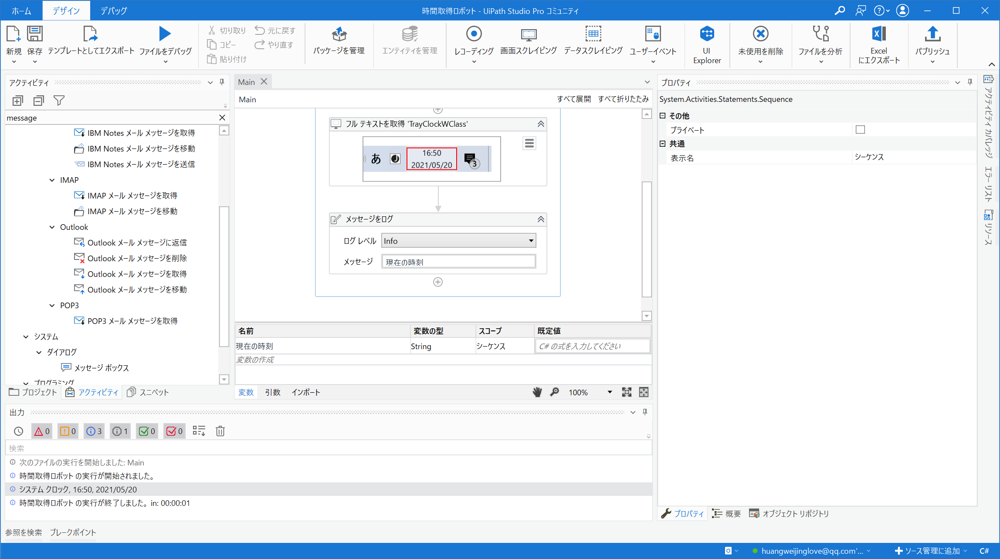 ホーム デザイン デバッグ 時間取得ロボット - UiPath Studio Pro コミュニティ
新規 保存 テンプレートとしてエクスポート ファイルをデバッグ
切り取り 元に戻す
コピー やり直す
貼り付け
パッケージを管理 エンティティを管理 レコーディング 画面スクレイピング データスクレイピング ユーザーイベント
UI
Explorer
未使用を削除 ファイルを分析
Excel
にエクスポート
パブリッシュ
アクティビティ
message
IBM Notes メール メッセージを取得
IBM Notes メール メッセージを移動
IBM Notes メール メッセージを送信
IMAP
IMAP メール メッセージを取得
IMAP メール メッセージを移動
Outlook
Outlook メール メッセージに返信
Outlook メール メッセージを削除
Outlook メール メッセージを取得
Outlook メール メッセージを移動
POP3
POP3 メール メッセージを取得
システム
ダイアログ
メッセージ ボックス
プログラミング
プロジェクト アクティビティ スニペット
Main
Main すべて展開 すべて折りたたみ
フル テキストを取得 'TrayClockWClass'
あ 16:50
2021/05/20 3
メッセージをログ
ログ レベル Info
メッセージ 現在の時刻
名前 変数の型 スコープ 既定値
現在の時刻 String シーケンス C# の式を入力してください
変数の作成
変数 引数 インポート 100%
プロパティ
System.Activities.Statements.Sequence
その他
プライベート
共通
表示名 シーケンス
プロパティ 概要 オブジェクト リポジトリ
アクティビティ カバレッジ
エラー リスト
リソース
出力
0 0 3 1 0 0
検索
次のファイルの実行を開始しました: Main
時間取得ロボット の実行が開始されました。
システム クロック, 16:50, 2021/05/20
時間取得ロボット の実行が終了しました。in: 00:00:01
参照を検索 ブレークポイント
huangweijinglove@qq.com'... ソース管理に追加 C#